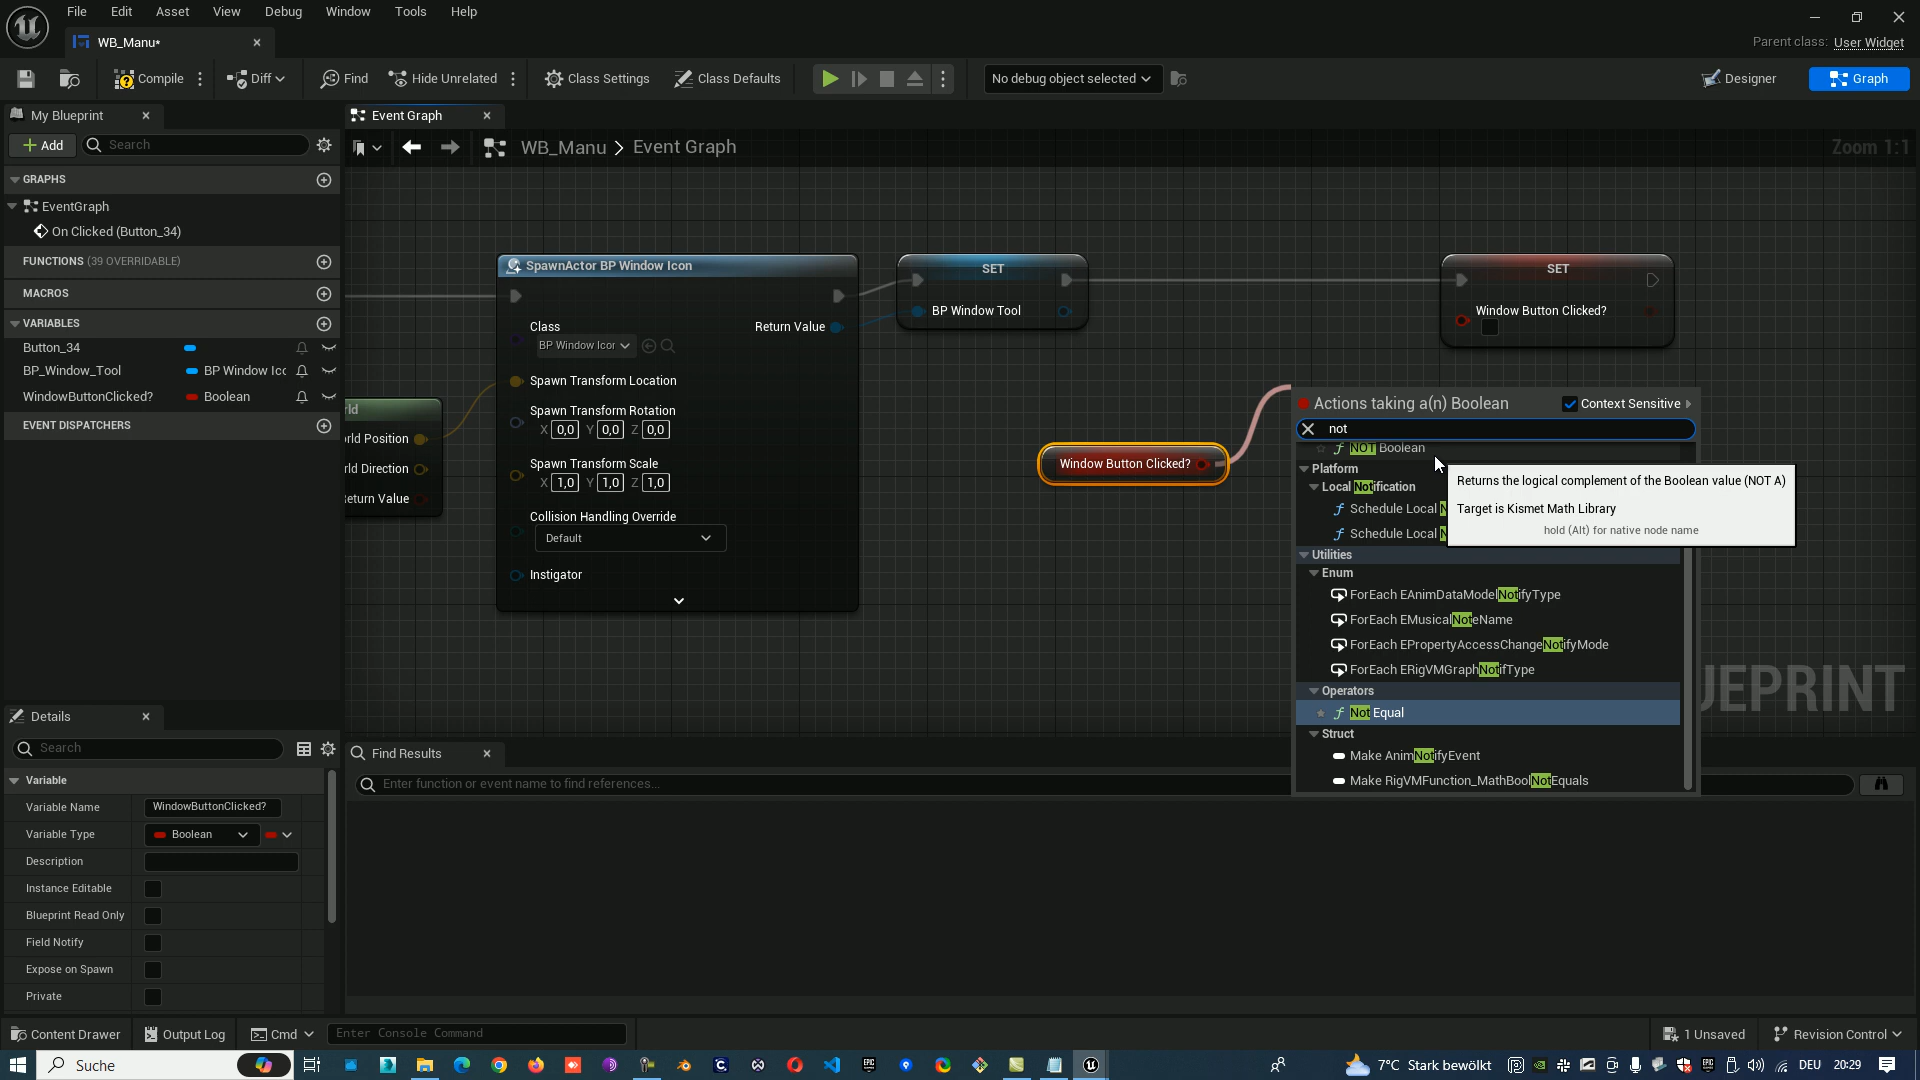 File Edit Asset View Debug Window Tools Help
WB_Manu*
Parent class: User Widget
Compile Diff Find Hide Unrelated Class Settings Class Defaults No debug object selected Designer Graph
My Blueprint Event Graph
Add Search WB_Manu > Event Graph Zoom 1:1
GRAPHS
EventGraph
On Clicked (Button_34)
FUNCTIONS (39 OVERRIDABLE)
MACROS
VARIABLES
Button_34
BP_Window_Tool BP Window Ic
WindowButtonClicked? Boolean
EVENT DISPATCHERS
rld
orld Position
rld Direction
Return Value
SpawnActor BP Window Icon
Class Return Value
BP Window Icor
Spawn Transform Location
Spawn Transform Rotation
X 0,0 Y 0,0 Z 0,0
Spawn Transform Scale
X 1,0 Y 1,0 Z 1,0
Collision Handling Override
Default
Instigator
SET
BP Window Tool
SET
Window Button Clicked?
Window Button Clicked?
Actions taking a(n) Boolean Context Sensitive
not
NOT Boolean
Platform
Local Notification
Schedule Local N
Schedule Local N
Utilities
Enum
ForEach EAnimDataModelNotifyType
ForEach EMusicalNoteName
ForEach EPropertyAccessChangeNotifyMode
ForEach ERigVMGraphNotifType
Operators
Not Equal
Struct
Make AnimNotifyEvent
Make RigVMFunction_MathBoolNotEquals
Returns the logical complement of the Boolean value (NOT A)
Target is Kismet Math Library
hold (Alt) for native node name
UEPRINT
Details
Search
Variable
Variable Name WindowButtonClicked?
Variable Type Boolean
Description
Instance Editable
Blueprint Read Only
Field Notify
Expose on Spawn
Private
Find Results
Enter function or event name to find references...
Content Drawer Output Log Cmd Enter Console Command 1 Unsaved Revision Control
Suche 7°C Stark bewölkt DEU 20:29